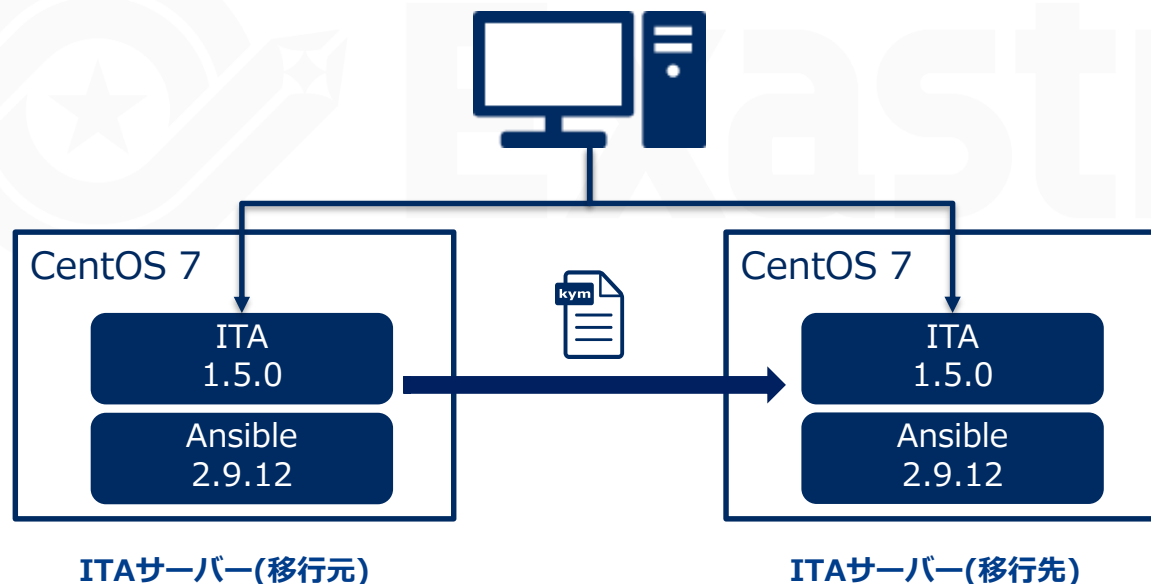 Exast
CentOS 7
ITA
1.5.0
Ansible
2.9.12
kym
CentOS 7
ITA
1.5.0
Ansible
2.9.12
ITAサーバー(移行元)
ITAサーバー(移行先)